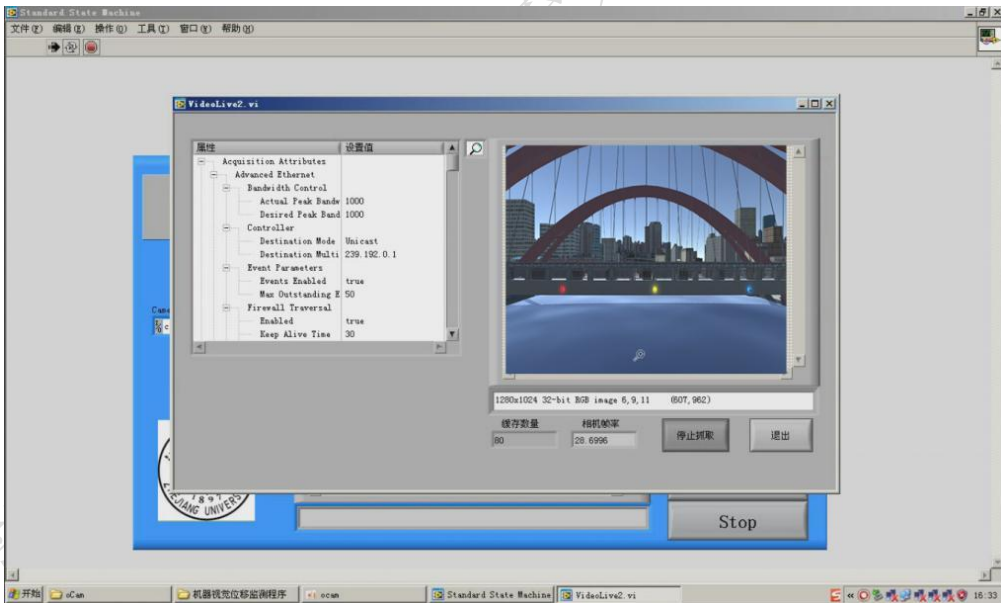 Standard State Machine
文件(F) 编辑(E) 操作(O) 工具(T) 窗口(W) 帮助(H)
VideoLive2.vi
属性 设置值
Acquisition Attributes
Advanced Ethernet
Bandwidth Control
Actual Peak Bandw 1000
Desired Peak Band 1000
Controller
Destination Mode Unicast
Destination Multi 239.192.0.1
Event Parameters
Events Enabled true
Max Outstanding E 50
Firewall Traversal
Enabled true
Keep Alive Time 30
Came
c
1280x1024 32-bit RGB image 6,9,11 (607,962)
缓存数量 相机帧率
80 28.6996 停止抓取 退出
1897
ZHEJIANG UNIVERS
Stop
开始 oCam 机器视觉位移监测程序 ocam Standard State Machine VideoLive2.vi 16:33